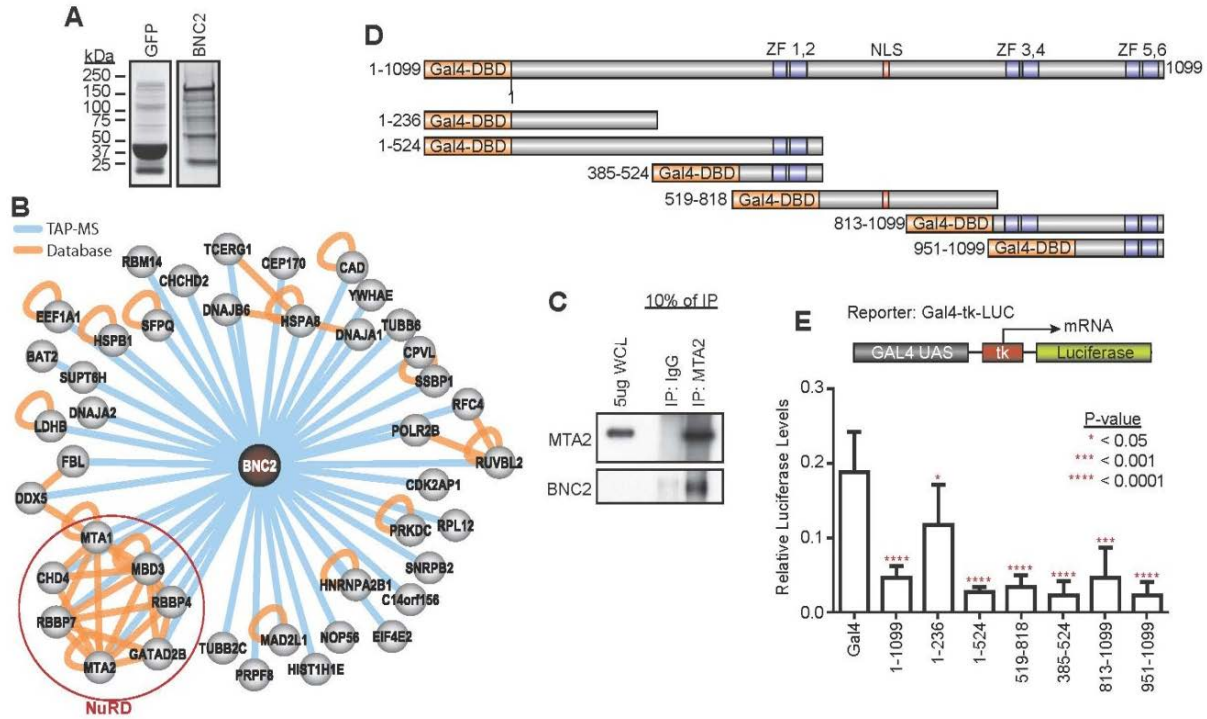 A
GFP
BNC2
kDa
250
150
100
75
50
37
25
B
TAP-MS
Database
RBM14
CHCHD2
TCERG1
CEP170
CAD
YWHAE
DNAJB6
HSPA8
DNAJA1
TUBB6
CPVL
SSBP1
EEF1A1
HSPB1
SFPQ
BAT2
SUPT6H
DNAJA2
LDHB
RFC4
POLR2B
RUVBL2
FBL
DDX5
BNC2
CDK2AP1
PRKDC
RPL12
MTA1
CHD4
MBD3
RBBP4
RBBP7
MTA2
GATAD2B
NuRD
SNRPB2
HNRNPA2B1
C14orf156
EIF4E2
NOP56
MAD2L1
HIST1H1E
PRPF8
TUBB2C
C
10% of IP
5ug WCL
IP: IgG
IP: MTA2
MTA2
BNC2
D
ZF 1,2
NLS
ZF 3,4
ZF 5,6
1-1099
Gal4-DBD
1099
1
1-236
Gal4-DBD
1-524
Gal4-DBD
385-524
Gal4-DBD
519-818
Gal4-DBD
813-1099
Gal4-DBD
951-1099
Gal4-DBD
E
Reporter: Gal4-tk-LUC
mRNA
GAL4 UAS
tk
Luciferase
Relative Luciferase Levels
0.3
0.2
0.1
0.0
P-value
* < 0.05
*** < 0.001
**** < 0.0001
****
*
****
****
****
***
****
Gal4
1-1099
1-236
1-524
519-818
385-524
813-1099
951-1099